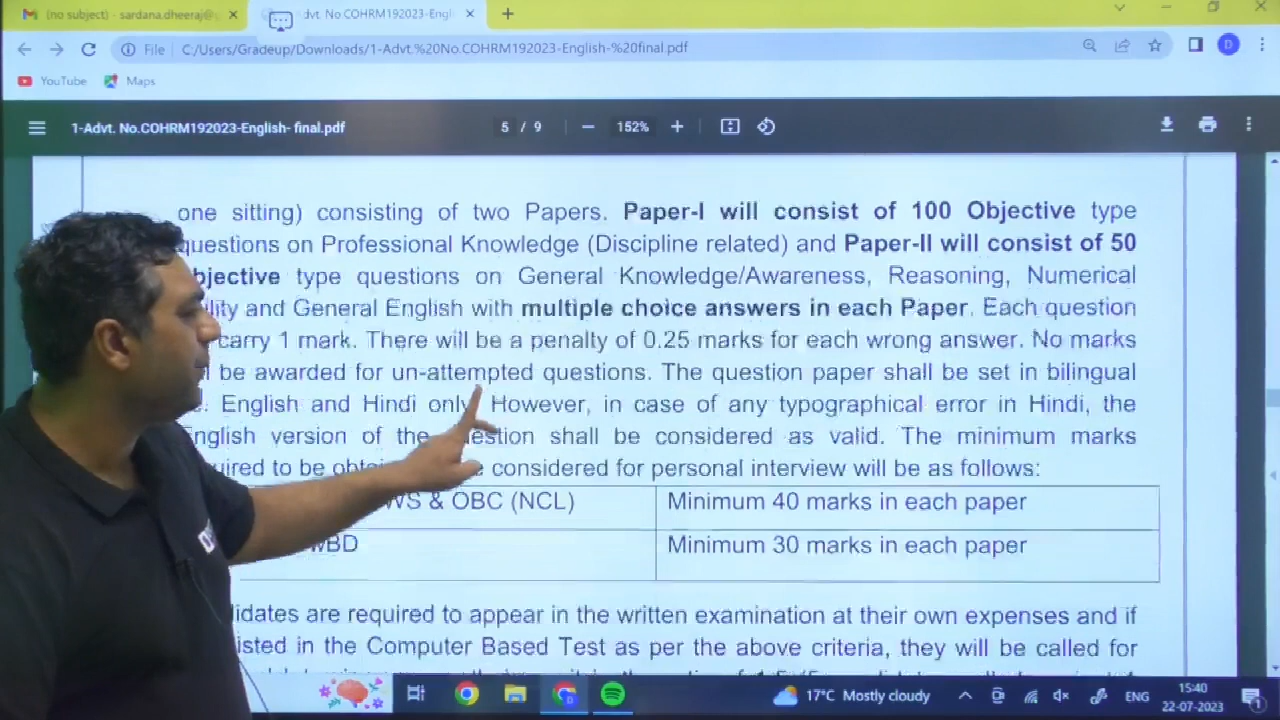 (no subject) - sardana.dheeraj@
dvt. No.COHRM192023-Engl
File C:/Users/Gradeup/Downloads/1-Advt.%20No.COHRM192023-English-%20final.pdf
D
YouTube Maps
1-Advt. No.COHRM192023-English- final.pdf 5 / 9 152%
one sitting) consisting of two Papers. Paper-I will consist of 100 Objective type
questions on Professional Knowledge (Discipline related) and Paper-II will consist of 50
bjective type questions on General Knowledge/Awareness, Reasoning, Numerical
lity and General English with multiple choice answers in each Paper. Each question
carry 1 mark. There will be a penalty of 0.25 marks for each wrong answer. No marks
l be awarded for un-attempted questions. The question paper shall be set in bilingual
English and Hindi only. However, in case of any typographical error in Hindi, the
nglish version of the estion shall be considered as valid. The minimum marks
uired to be obtai e considered for personal interview will be as follows:
WS & OBC (NCL) Minimum 40 marks in each paper
wBD Minimum 30 marks in each paper
lidates are required to appear in the written examination at their own expenses and if
isted in the Computer Based Test as per the above criteria, they will be called for
17°C Mostly cloudy ENG 15:40
22-07-2023 1